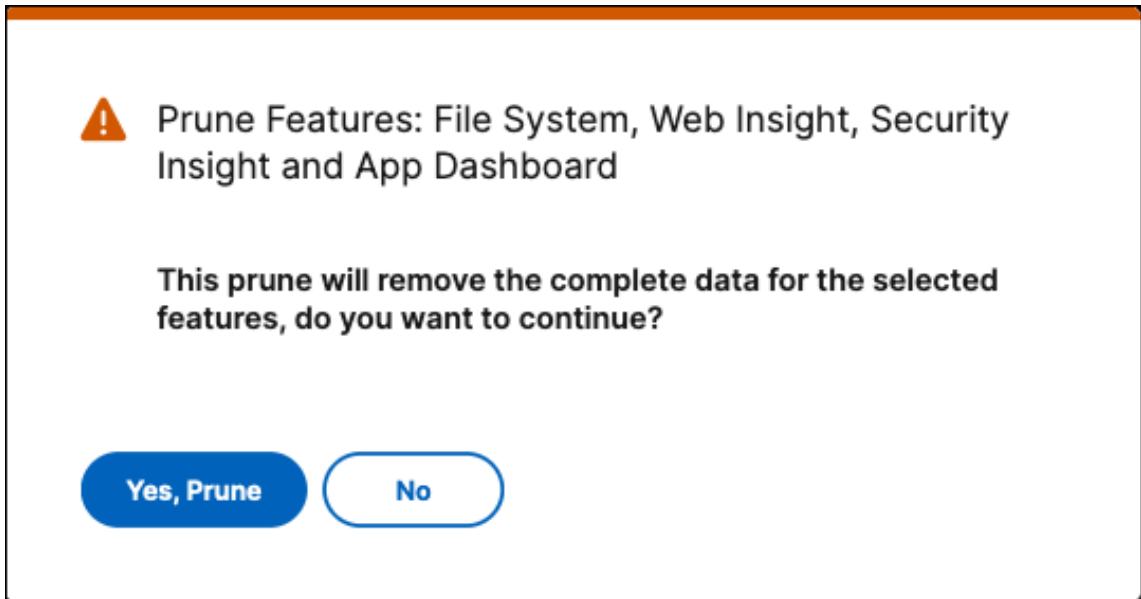 Prune Features: File System, Web Insight, Security
Insight and App Dashboard
This prune will remove the complete data for the selected
features, do you want to continue?
Yes, Prune
No